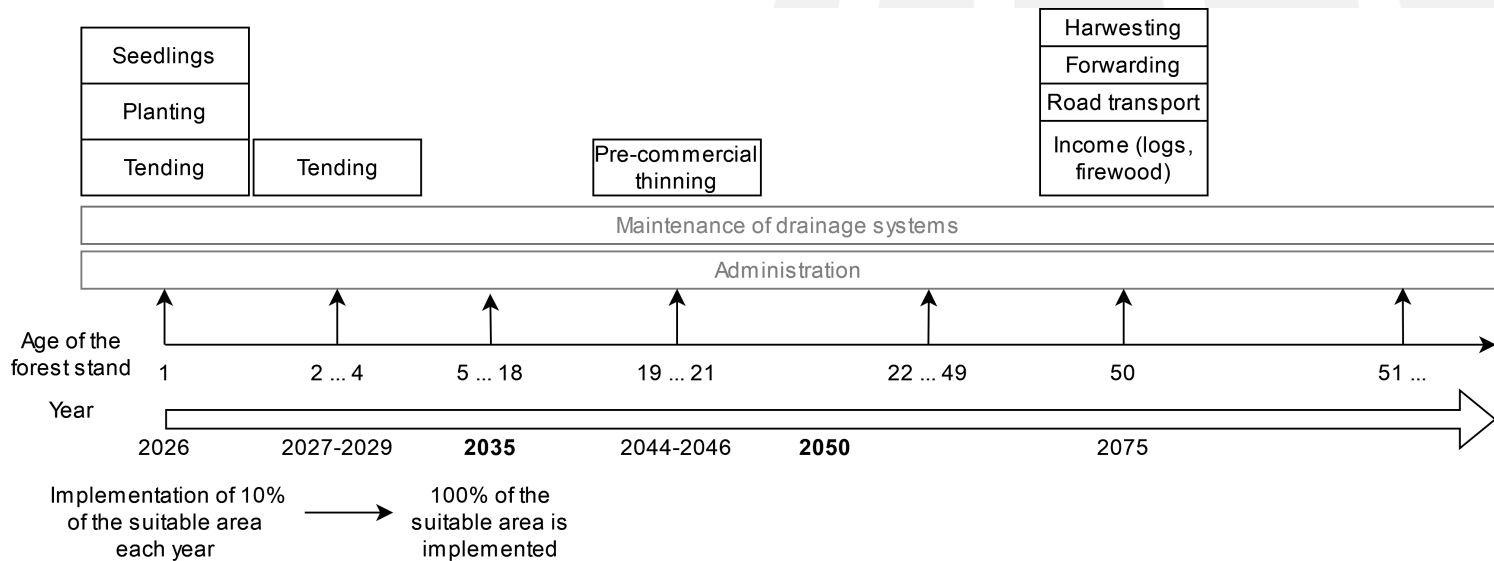 Seedlings
Planting
Tending
Tending
Pre-commercial
thinning
Harwesting
Forwarding
Road transport
Income (logs,
firewood)
Maintenance of drainage systems
Administration
Age of the
forest stand
1
2 ... 4
5 ... 18
19 ... 21
22 ... 49
50
51 ...
Year
2026
2027-2029
2035
2044-2046
2050
2075
Implementation of 10%
of the suitable area
each year
100% of the
suitable area is
implemented